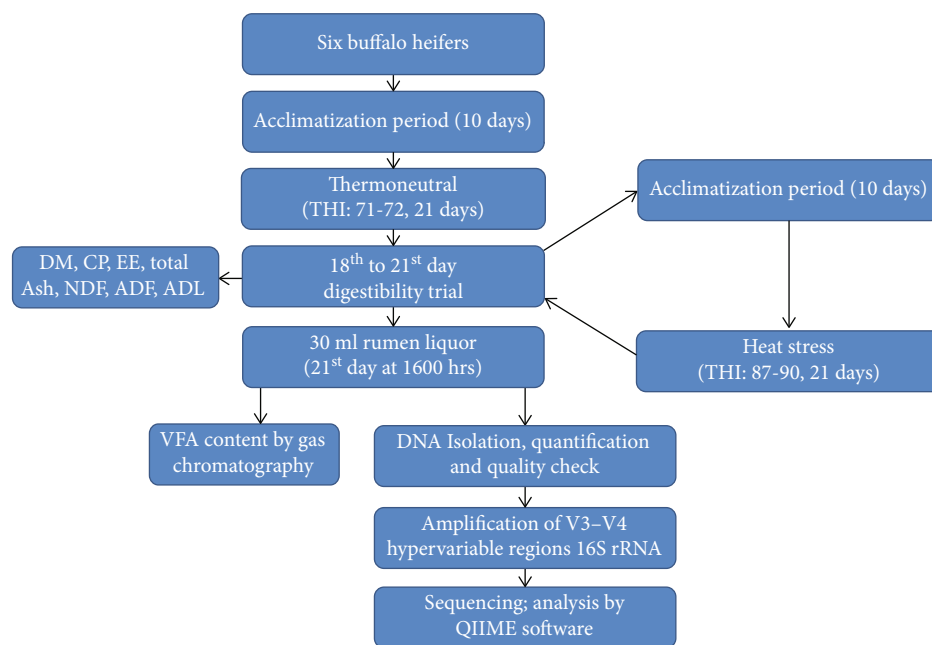 Six buffalo heifers
Acclimatization period (10 days)
Thermoneutral
(THI: 71-72, 21 days)
Acclimatization period (10 days)
DM, CP, EE, total
Ash, NDF, ADF, ADL
18th to 21st day
digestibility trial
30 ml rumen liquor
(21st day at 1600 hrs)
Heat stress
(THI: 87-90, 21 days)
VFA content by gas
chromatography
DNA Isolation, quantification
and quality check
Amplification of V3–V4
hypervariable regions 16S rRNA
Sequencing; analysis by
QIIME software